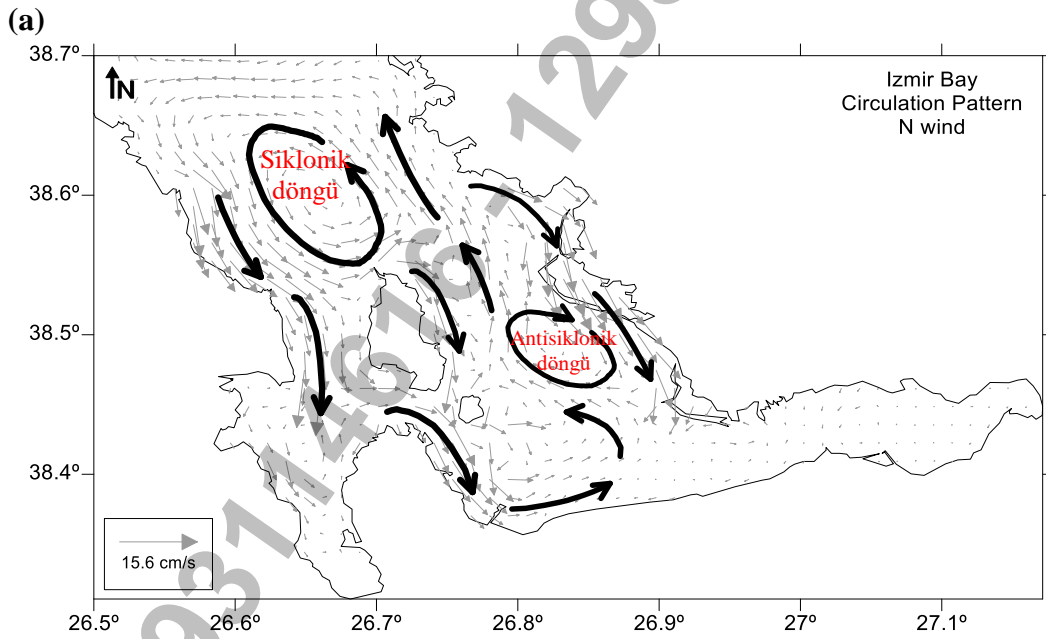 (a)
38.7º
38.6º
38.5º
38.4º
N
Izmir Bay
Circulation Pattern
N wind
Siklonik
döngü
Antisiklonik
döngü
15.6 cm/s
26.5º
26.6º
26.7º
26.8º
26.9º
27º
27.1º